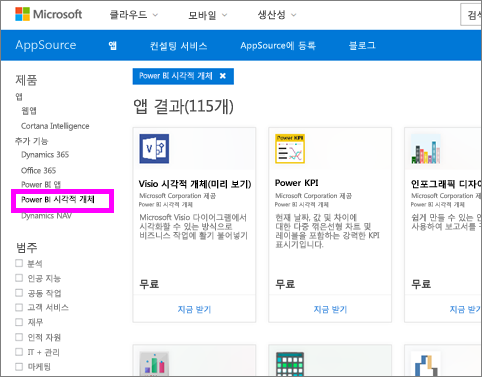 Microsoft 클라우드 모바일 생산성 검색
AppSource 앱 컨설팅 서비스 AppSource에 등록 블로그
제품
앱
웹앱
Cortana Intelligence
추가 기능
Dynamics 365
Office 365
Power BI 앱
Power BI 시각적 개체
Dynamics NAV
범주
분석
인공 지능
공동 작업
고객 서비스
재무
인적 자원
IT + 관리
마케팅
Power BI 시각적 개체 ✖
앱 결과(115개)
Visio 시각적 개체(미리 보기)
Microsoft Corporation 제공
Power BI 시각적 개체
Microsoft Visio 다이어그램에서
시각화할 수 있는 방식으로
비즈니스 작업에 활기 불어넣기
무료
지금 받기
Power KPI
Power KPI
Microsoft Corporation 제공
Power BI 시각적 개체
현재 날짜, 값 및 차이에
대한 다중 꺾은선형 차트 및
레이블을 포함하는 강력한 KPI
표시기입니다.
무료
지금 받기
인포그래픽 디자이
Microsoft Corporation 제
Power BI 시각적 개체
쉽게 만들 수 있는 인
사용하여 보고서를 구
무료